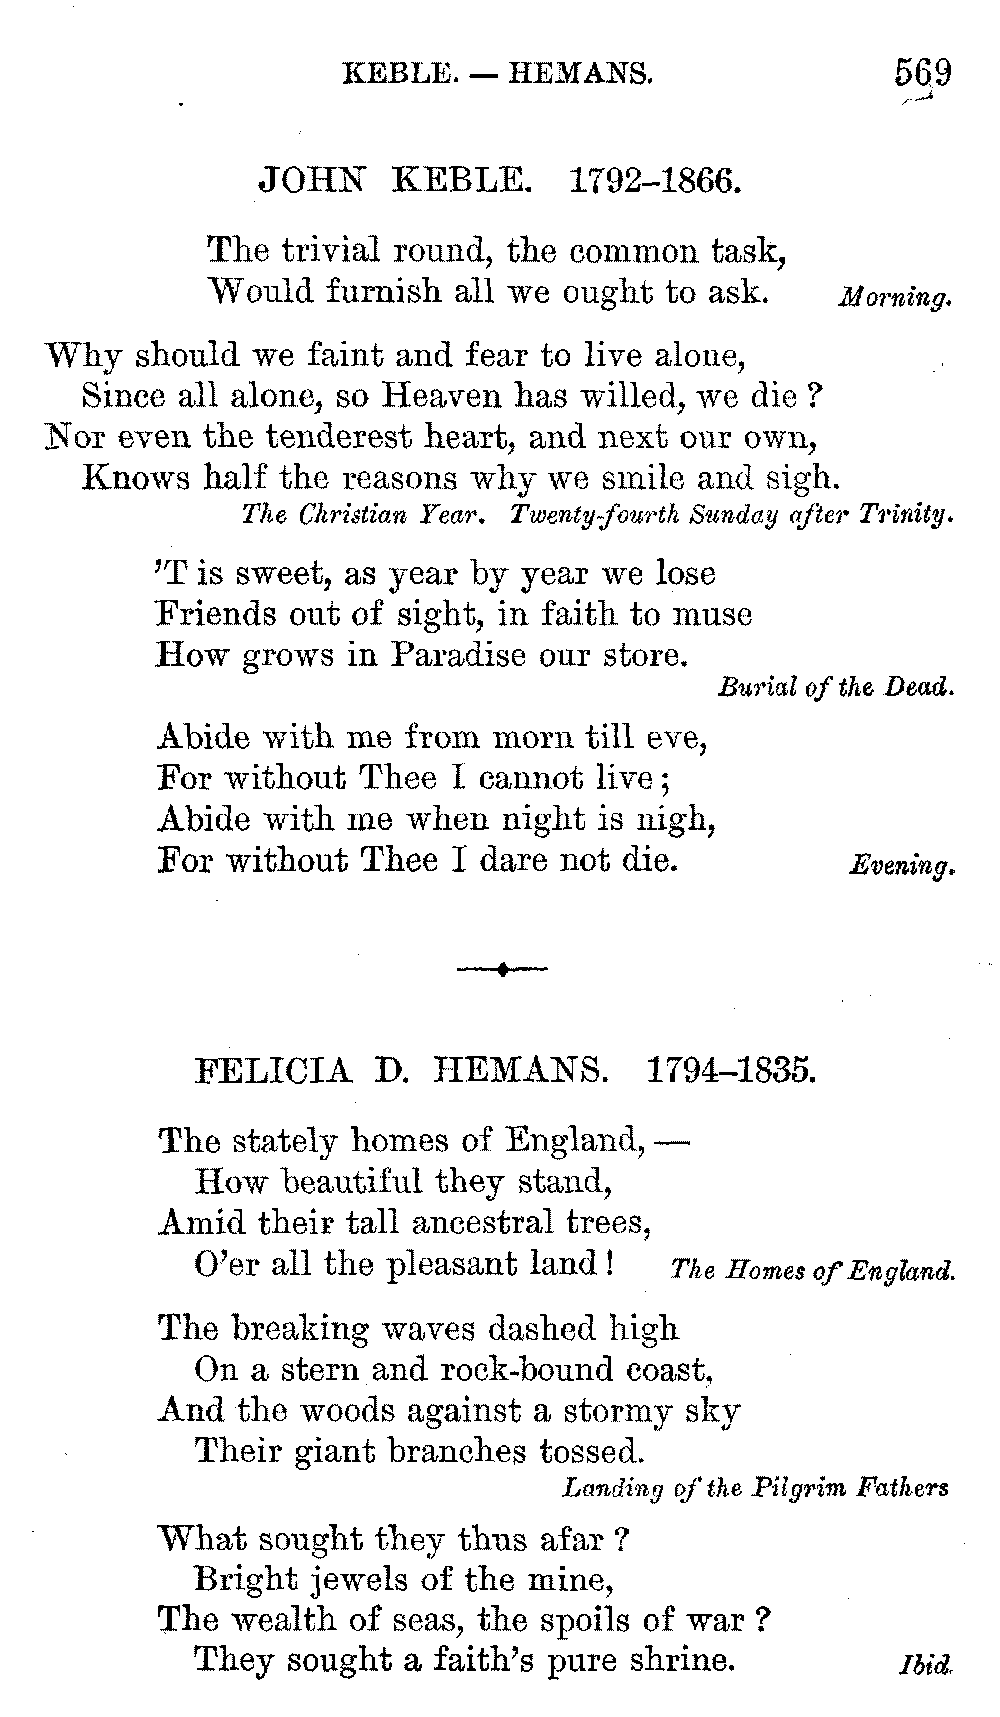 KEBLE. — HEMANS. 569
JOHN KEBLE. 1792–1866.
The trivial round, the common task,
Would furnish all we ought to ask. Morning.
Why should we faint and fear to live alone,
Since all alone, so Heaven has willed, we die ?
Nor even the tenderest heart, and next our own,
Knows half the reasons why we smile and sigh.
The Christian Year. Twenty-fourth Sunday after Trinity.
'T is sweet, as year by year we lose
Friends out of sight, in faith to muse
How grows in Paradise our store.
Burial of the Dead.
Abide with me from morn till eve,
For without Thee I cannot live ;
Abide with me when night is nigh,
For without Thee I dare not die. Evening.
FELICIA D. HEMANS. 1794–1835.
The stately homes of England, —
How beautiful they stand,
Amid their tall ancestral trees,
O'er all the pleasant land ! The Homes of England.
The breaking waves dashed high
On a stern and rock-bound coast,
And the woods against a stormy sky
Their giant branches tossed.
Landing of the Pilgrim Fathers
What sought they thus afar ?
Bright jewels of the mine,
The wealth of seas, the spoils of war ?
They sought a faith's pure shrine. Ibid.